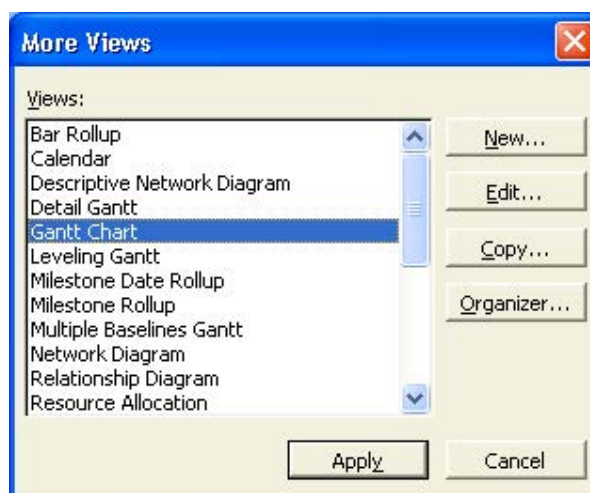 More Views
Views:
Bar Rollup
Calendar
Descriptive Network Diagram
Detail Gantt
Gantt Chart
Leveling Gantt
Milestone Date Rollup
Milestone Rollup
Multiple Baselines Gantt
Network Diagram
Relationship Diagram
Resource Allocation
New...
Edit...
Copy...
Organizer...
Apply
Cancel